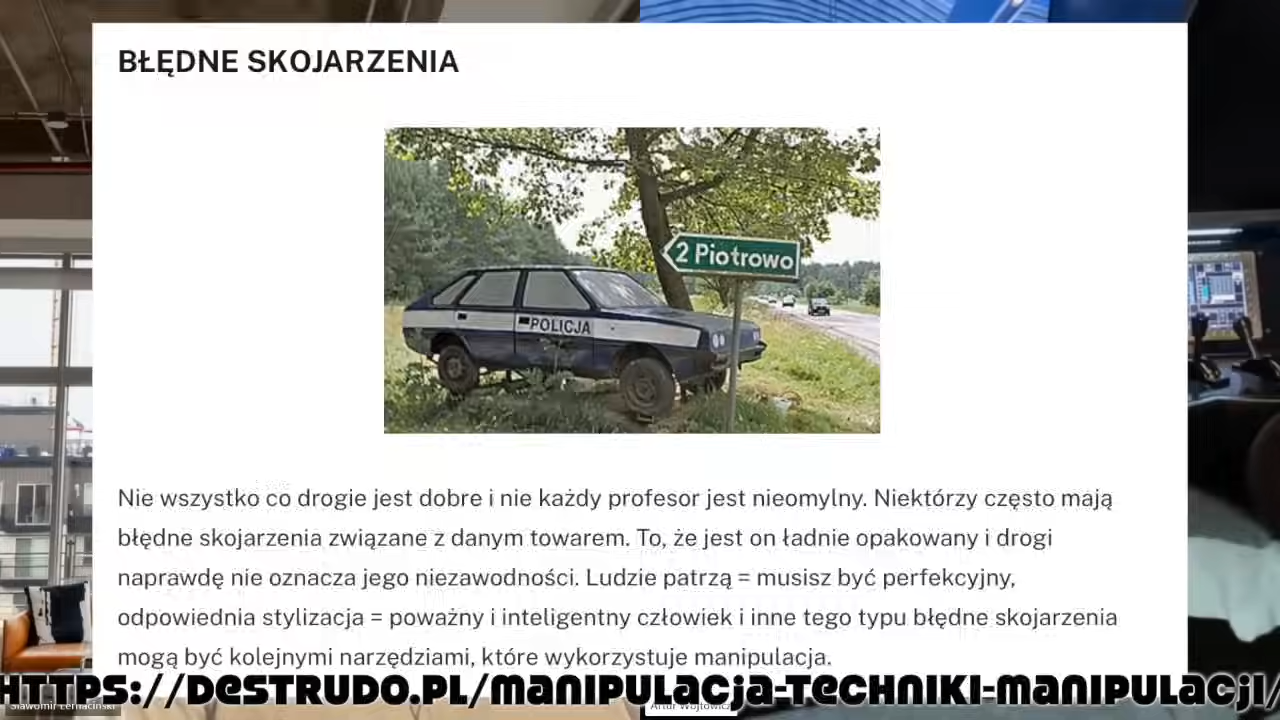 BŁĘDNE SKOJARZENIA
2 Piotrowo
POLICJA
Nie wszystko co drogie jest dobre i nie każdy profesor jest nieomylny. Niektórzy często mają
błędne skojarzenia związane z danym towarem. To, że jest on ładnie opakowany i drogi
naprawdę nie oznacza jego niezawodności. Ludzie patrzą = musisz być perfekcyjny,
odpowiednia stylizacja = poważny i inteligentny człowiek i inne tego typu błędne skojarzenia
mogą być kolejnymi narzędziami, które wykorzystuje manipulacja.
HTTPS://DESTRUDO.PL/MANIPULACJA-TECHNIKI-MANIPULACJI/
Artur Wojtowicz